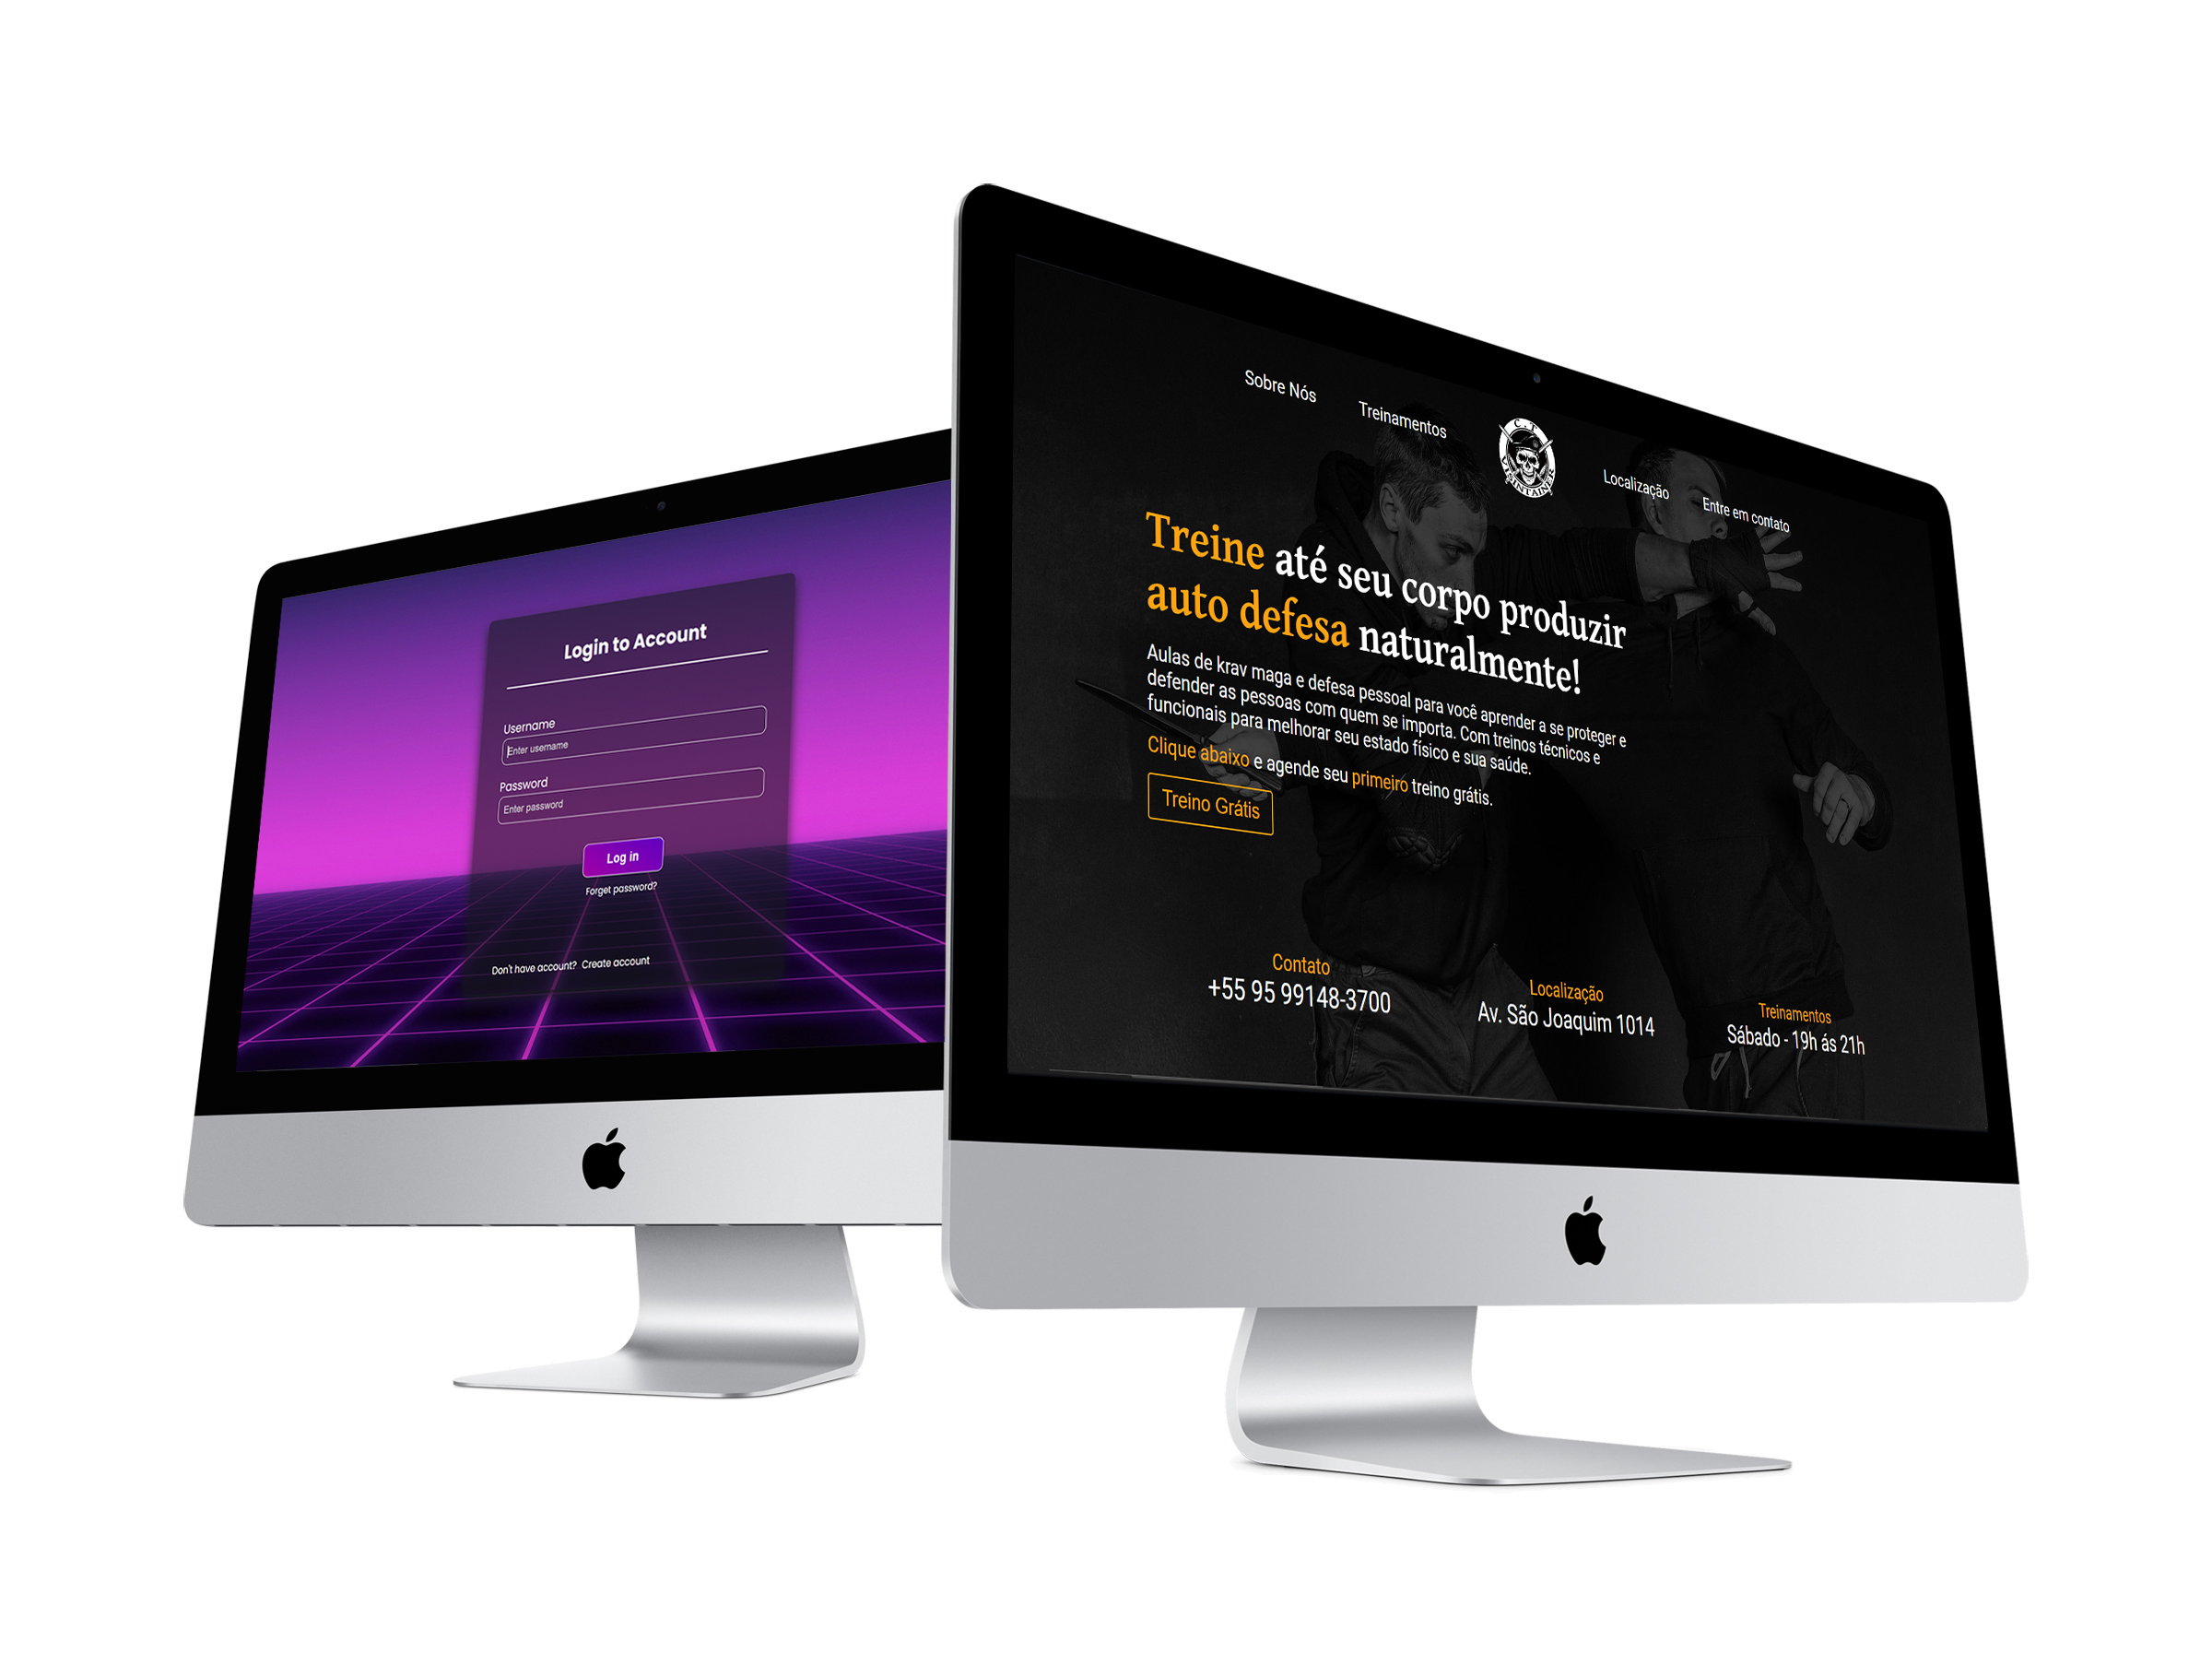 Login to Account
Username
Enter username
Password
Enter password
Log in
Forget password?
Don't have account? Create account
Sobre Nós
Treinamentos
C.T
Localização
Entre em contato
Treine até seu corpo produzir
auto defesa naturalmente!
Aulas de krav maga e defesa pessoal para você aprender a se proteger e
defender as pessoas com quem se importa. Com treinos técnicos e
funcionais para melhorar seu estado físico e sua saúde.
Clique abaixo e agende seu primeiro treino grátis.
Treino Grátis
Contato
+55 95 99148-3700
Localização
Av. São Joaquim 1014
Treinamentos
Sábado - 19h ás 21h